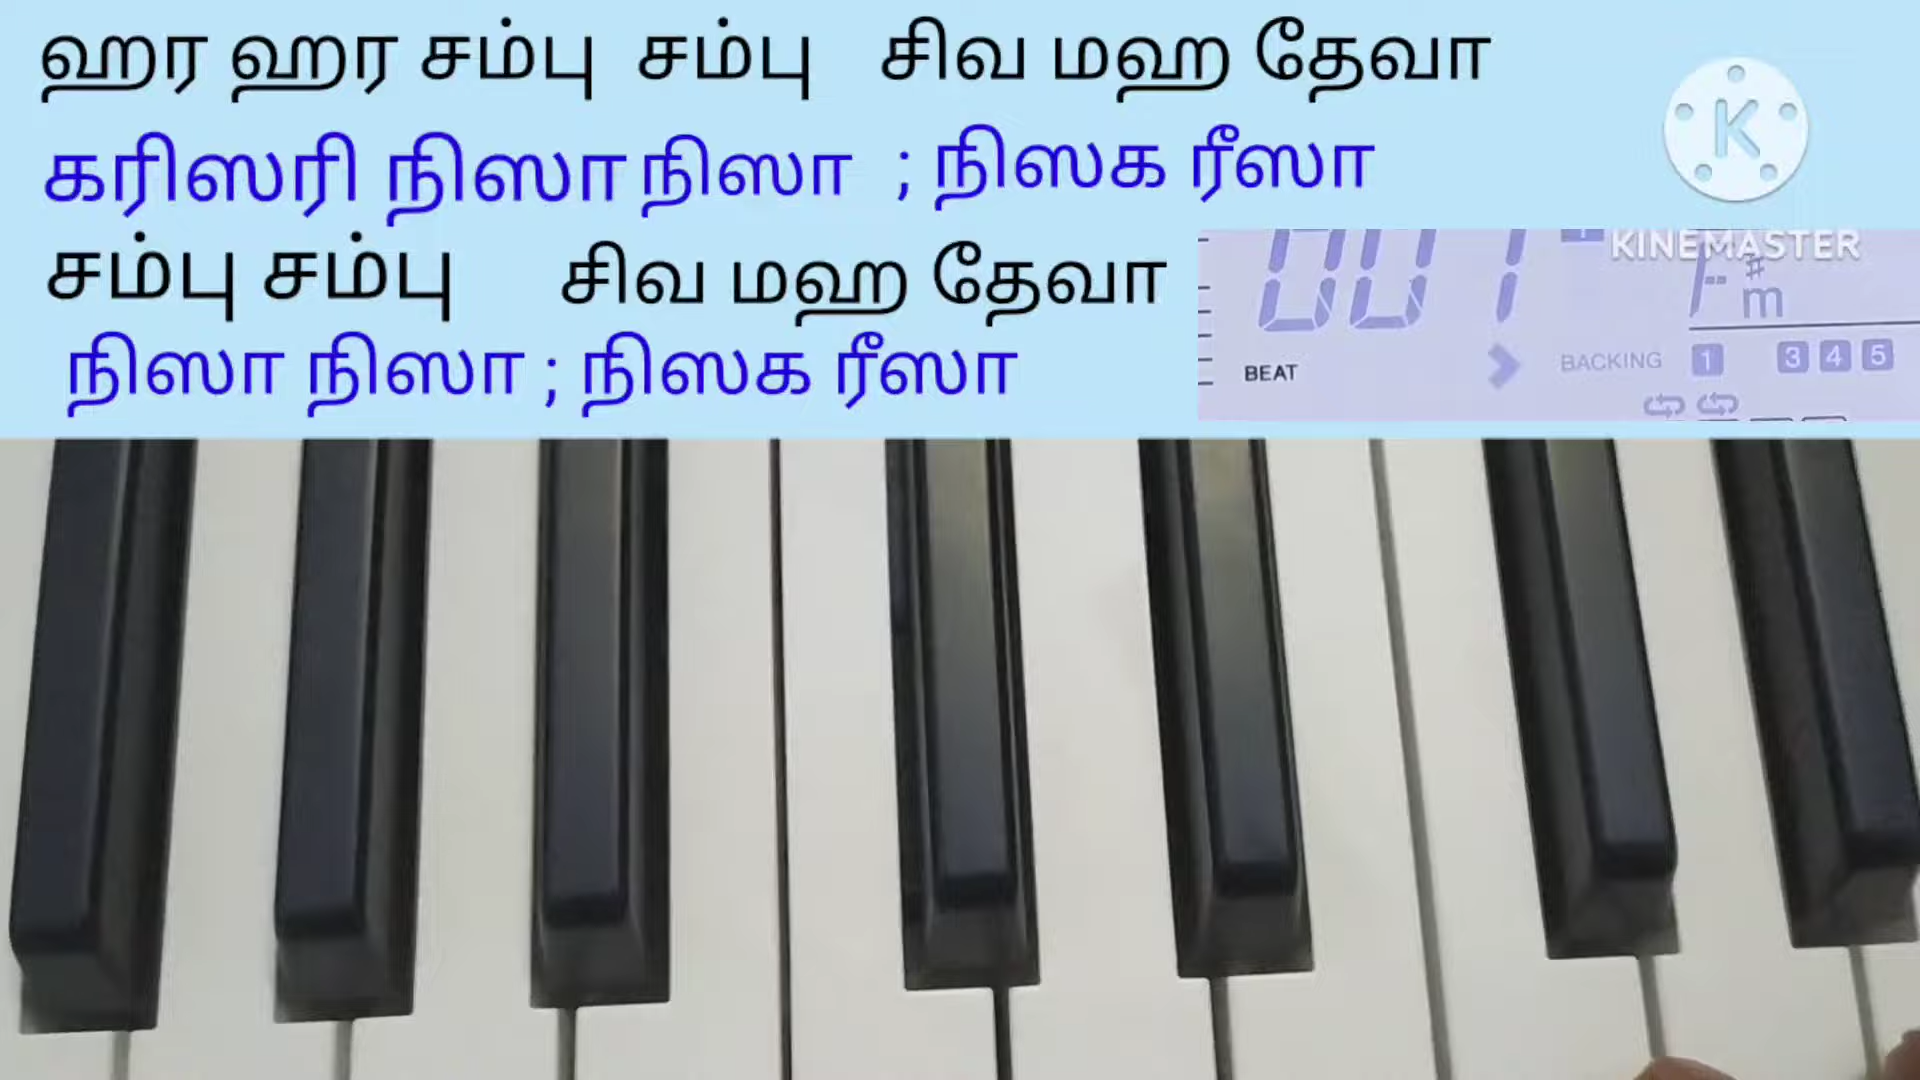 ஹர ஹர சம்பு சம்பு சிவ மஹ தேவா
கரிஸரி நிஸா நிஸா ; நிஸக ரீஸா
சம்பு சம்பு சிவ மஹ தேவா
நிஸா நிஸா ; நிஸக ரீஸா
K
KINEMASTER
001 F#m
BEAT BACKING 1 3 4 5